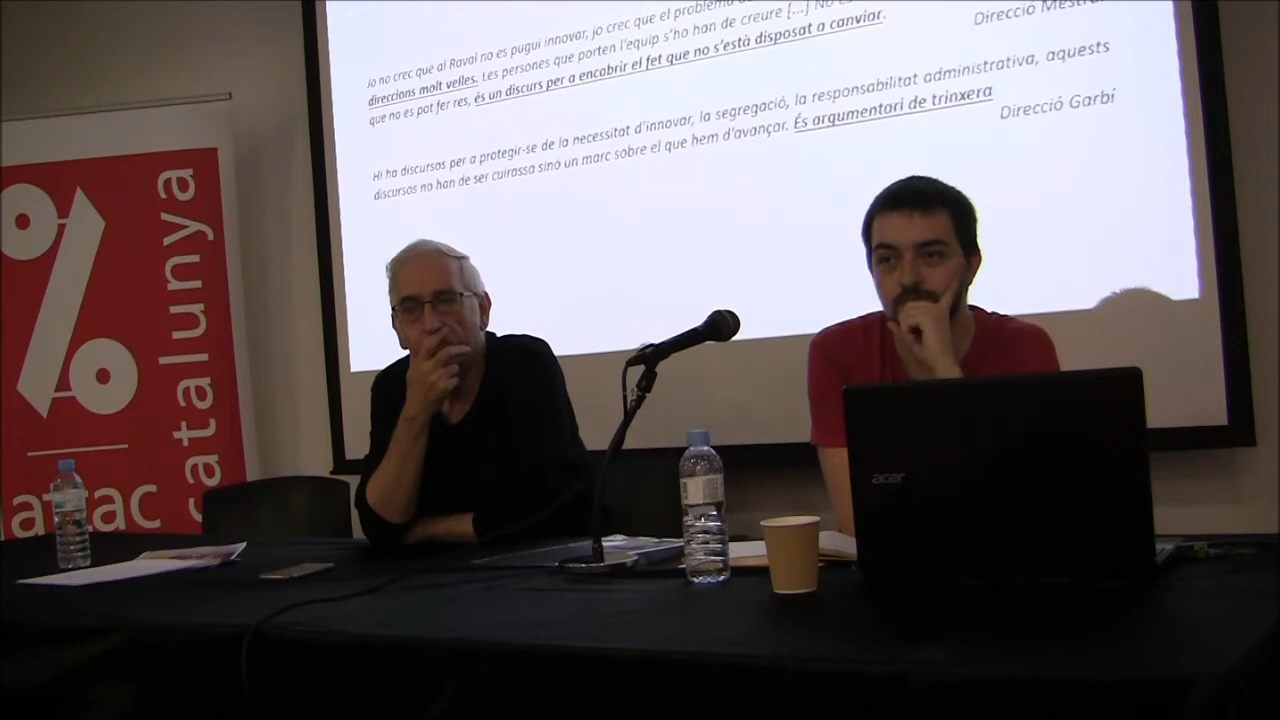 Jo no crec que al Raval no es pugui innovar, jo crec que el problema
direccions molt velles. Les persones que porten l'equip s'ho han de creure [...] No
que no es pot fer res, és un discurs per a encobrir el fet que no s'està disposat a canviar.
Direcció
Hi ha discursos per a protegir-se de la necessitat d'innovar, la segregació, la responsabilitat administrativa, aquests
discursos no han de ser cuirassa sinó un marc sobre el que hem d'avançar. És argumentari de trinxera
Direcció Garbí
%
attac
catalunya
acer